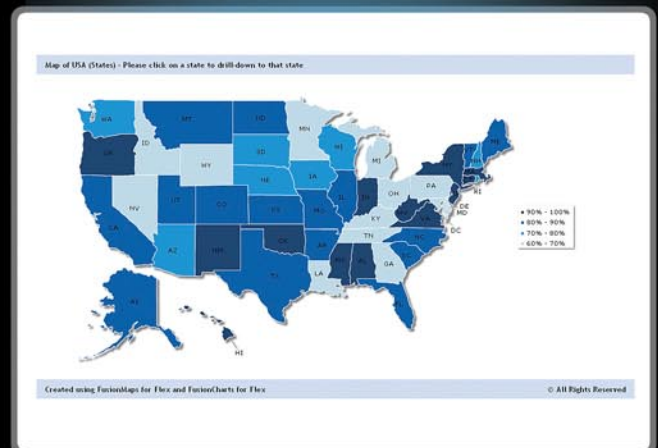 Map of USA (States) - Please click on a state to drill-down to that state
WA
MT
ND
MN
ME
OR
ID
SD
WI
MI
NY
NH
WY
RI
NE
IA
PA
NV
UT
CO
IL
IN
OH
DE
MD
90% - 100%
CA
KS
MO
KY
WV
VA
80% - 90%
DC
70% - 80%
AZ
NM
OK
AR
TN
NC
60% - 70%
SC
TX
LA
MS
AL
GA
AK
FL
HI
Created using FusionMaps for Flex and FusionCharts for Flex
© All Rights Reserved